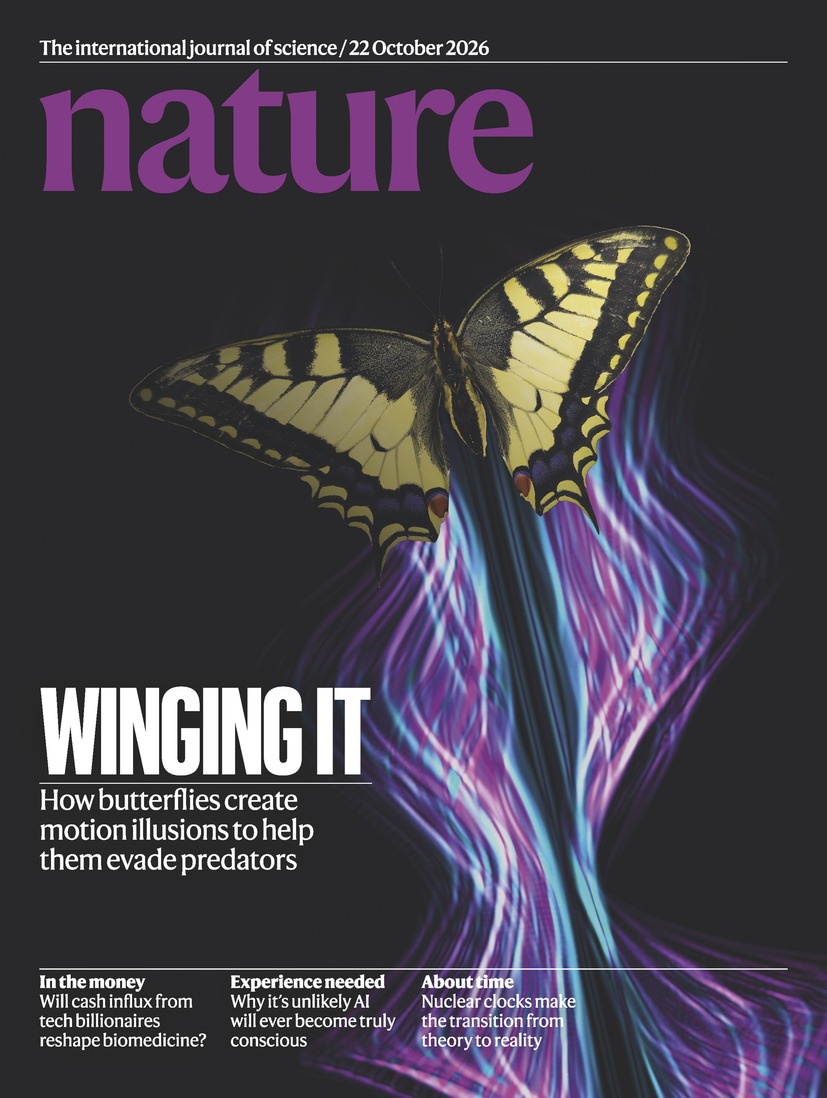 The international journal of science / 22 October 2026
nature
WINGING IT
How butterflies create
motion illusions to help
them evade predators
In the money
Will cash influx from
tech billionaires
reshape biomedicine?
Experience needed
Why it's unlikely AI
will ever become truly
conscious
About time
Nuclear clocks make
the transition from
theory to reality